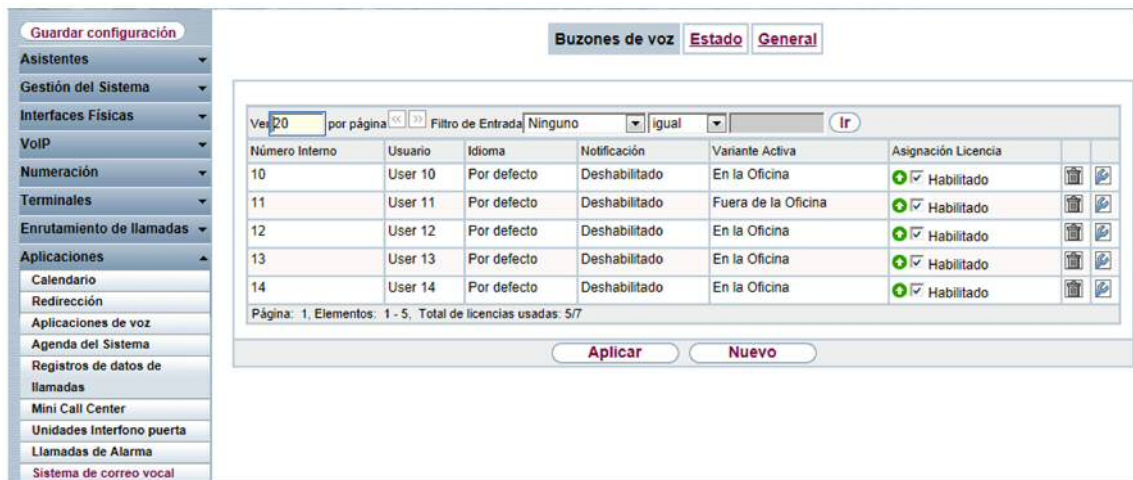 Guardar configuración
Asistentes
Gestión del Sistema
Interfaces Físicas
VoIP
Numeración
Terminales
Enrutamiento de llamadas
Aplicaciones
Calendario
Redirección
Aplicaciones de voz
Agenda del Sistema
Registros de datos de
llamadas
Mini Call Center
Unidades Interfono puerta
Llamadas de Alarma
Sistema de correo vocal
Buzones de voz Estado General
Ver 20 por página << >> Filtro de Entrada Ninguno igual Ir
Número Interno Usuario Idioma Notificación Variante Activa Asignación Licencia
10 User 10 Por defecto Deshabilitado En la Oficina Habilitado
11 User 11 Por defecto Deshabilitado Fuera de la Oficina Habilitado
12 User 12 Por defecto Deshabilitado En la Oficina Habilitado
13 User 13 Por defecto Deshabilitado En la Oficina Habilitado
14 User 14 Por defecto Deshabilitado En la Oficina Habilitado
Página: 1, Elementos: 1 - 5, Total de licencias usadas: 5/7
Aplicar Nuevo